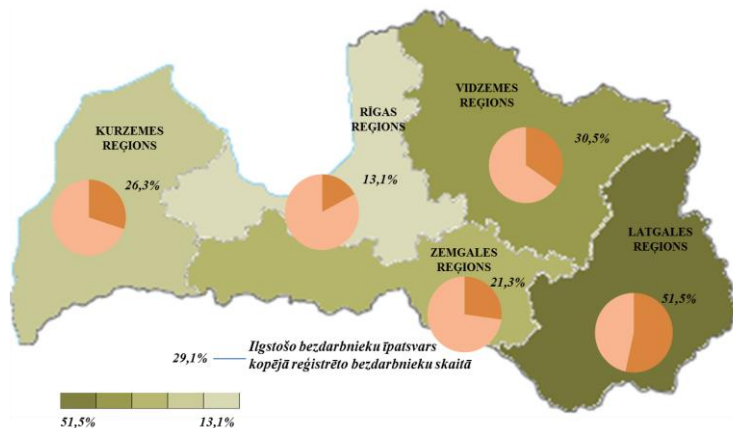 VIDZEMES
REĢIONS
30,5%
RĪGAS
REĢIONS
13,1%
KURZEMES
REĢIONS
26,3%
LATGALES
REĢIONS
51,5%
ZEMGALES
REĢIONS
21,3%
29,1% Ilgstošo bezdarbnieku īpatsvars
kopējā reģistrēto bezdarbnieku skaitā
51,5% 13,1%